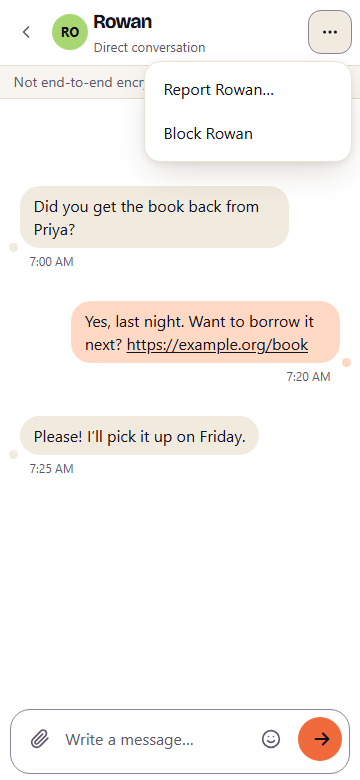 RO
Rowan
Direct conversation
Not end-to-end
Report Rowan...
Block Rowan
Did you get the book back from
Priya?
7:00 AM
Yes, last night. Want to borrow it
next? https://example.org/book
7:20 AM
Please! I’ll pick it up on Friday.
7:25 AM
Write a message...